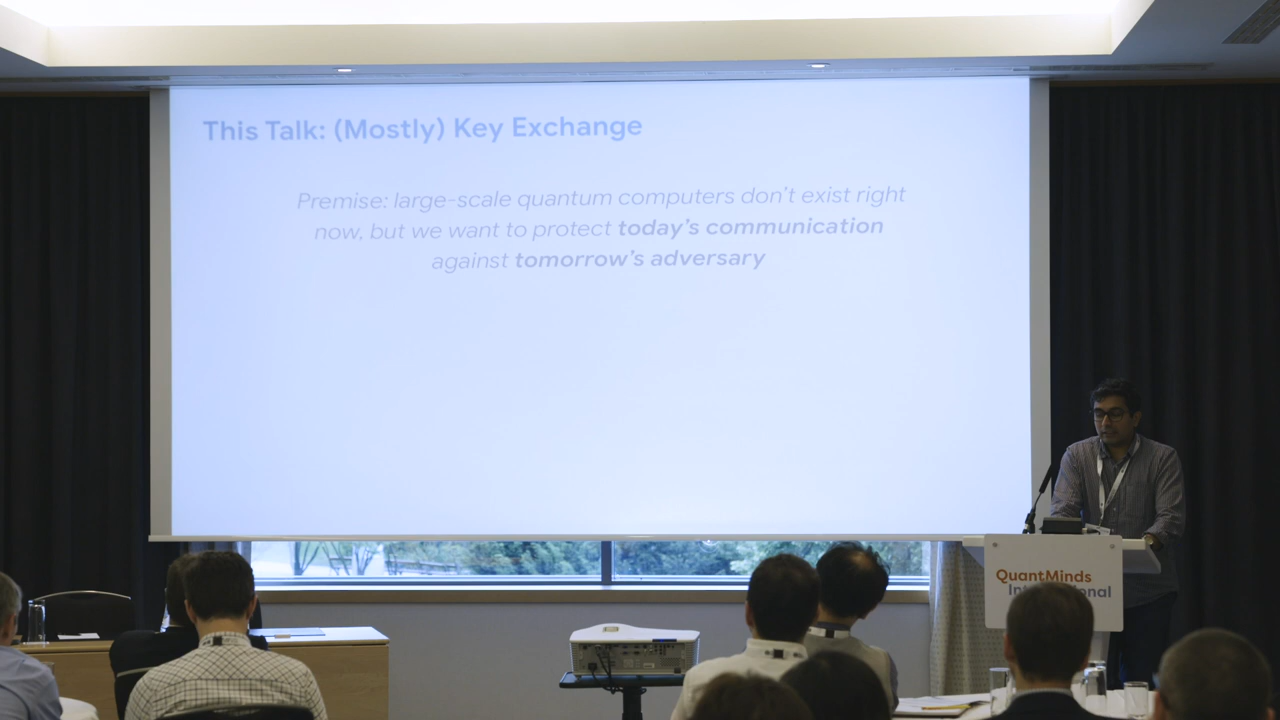 This Talk: (Mostly) Key Exchange
Premise: large-scale quantum computers don't exist right
now, but we want to protect today's communication
against tomorrow's adversary
QuantMinds